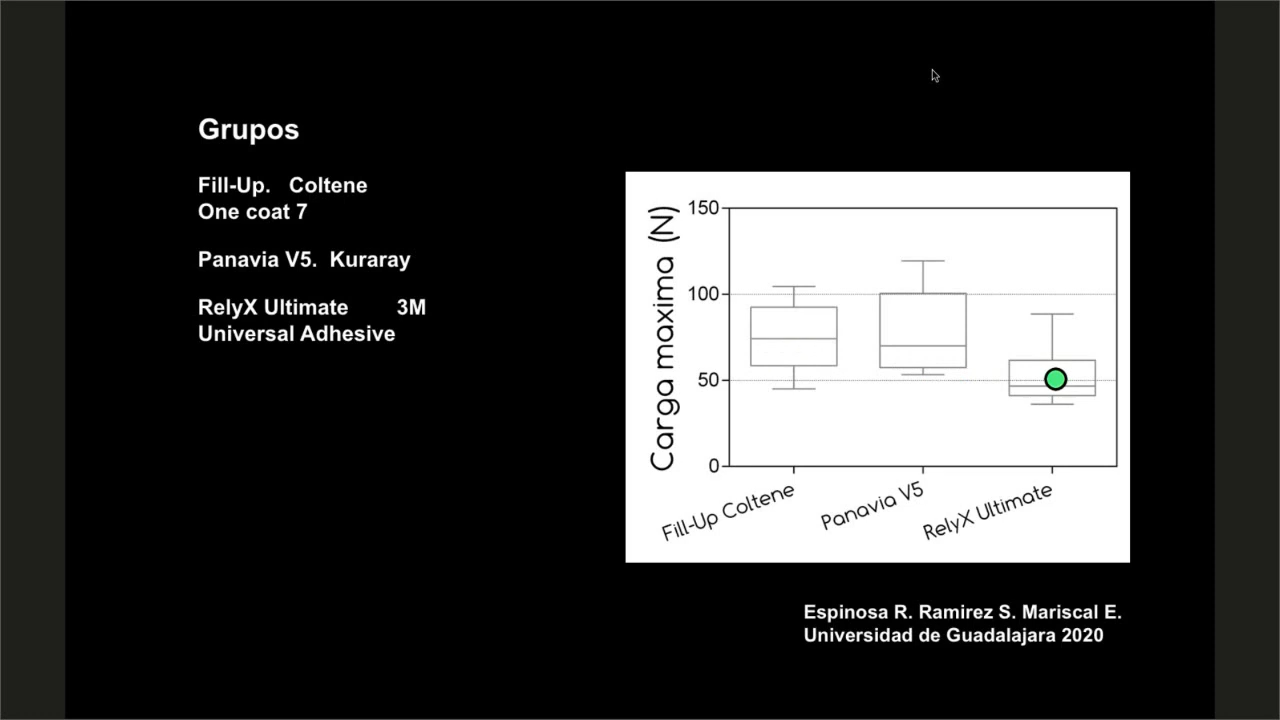 Grupos
Fill-Up. Coltene
One coat 7
Panavia V5. Kuraray
RelyX Ultimate 3M
Universal Adhesive
Carga maxima (N)
150
100
50
0
Fill-Up Coltene
Panavia V5
RelyX Ultimate
Espinosa R. Ramirez S. Mariscal E.
Universidad de Guadalajara 2020